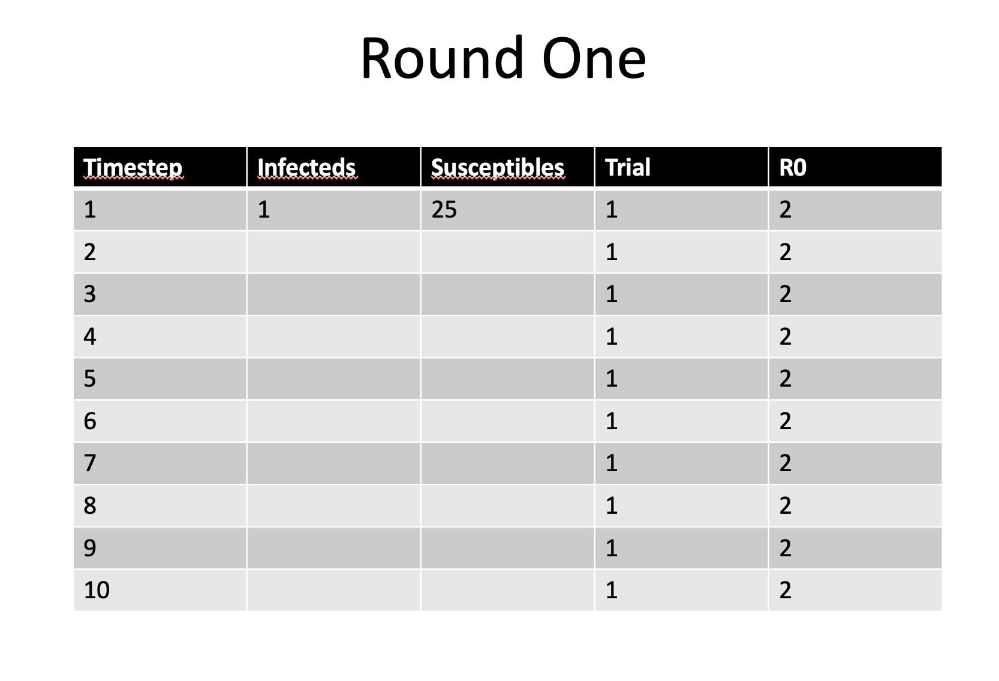 Round One
Timestep Infecteds Susceptibles Trial R0
1 1 25 1 2
2 1 2
3 1 2
4 1 2
5 1 2
6 1 2
7 1 2
8 1 2
9 1 2
10 1 2